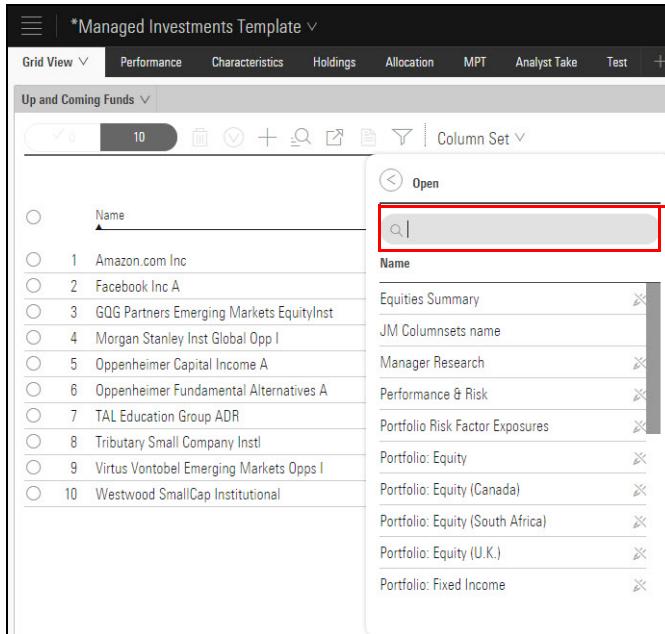 *Managed Investments Template
Grid View Performance Characteristics Holdings Allocation MPT Analyst Take Test
Up and Coming Funds
0 10 Column Set
Open
Name
Name
1 Amazon.com Inc
2 Facebook Inc A
3 GQG Partners Emerging Markets EquityInst
4 Morgan Stanley Inst Global Opp I
5 Oppenheimer Capital Income A
6 Oppenheimer Fundamental Alternatives A
7 TAL Education Group ADR
8 Tributary Small Company Instl
9 Virtus Vontobel Emerging Markets Opps I
10 Westwood SmallCap Institutional
Equities Summary
JM Columnsets name
Manager Research
Performance & Risk
Portfolio Risk Factor Exposures
Portfolio: Equity
Portfolio: Equity (Canada)
Portfolio: Equity (South Africa)
Portfolio: Equity (U.K.)
Portfolio: Fixed Income